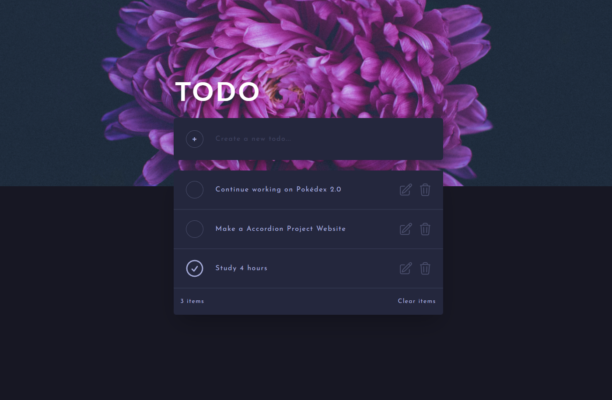 TODO
Create a new todo...
Continue working on Pokédex 2.0
Make a Accordion Project Website
Study 4 hours
3 items
Clear items